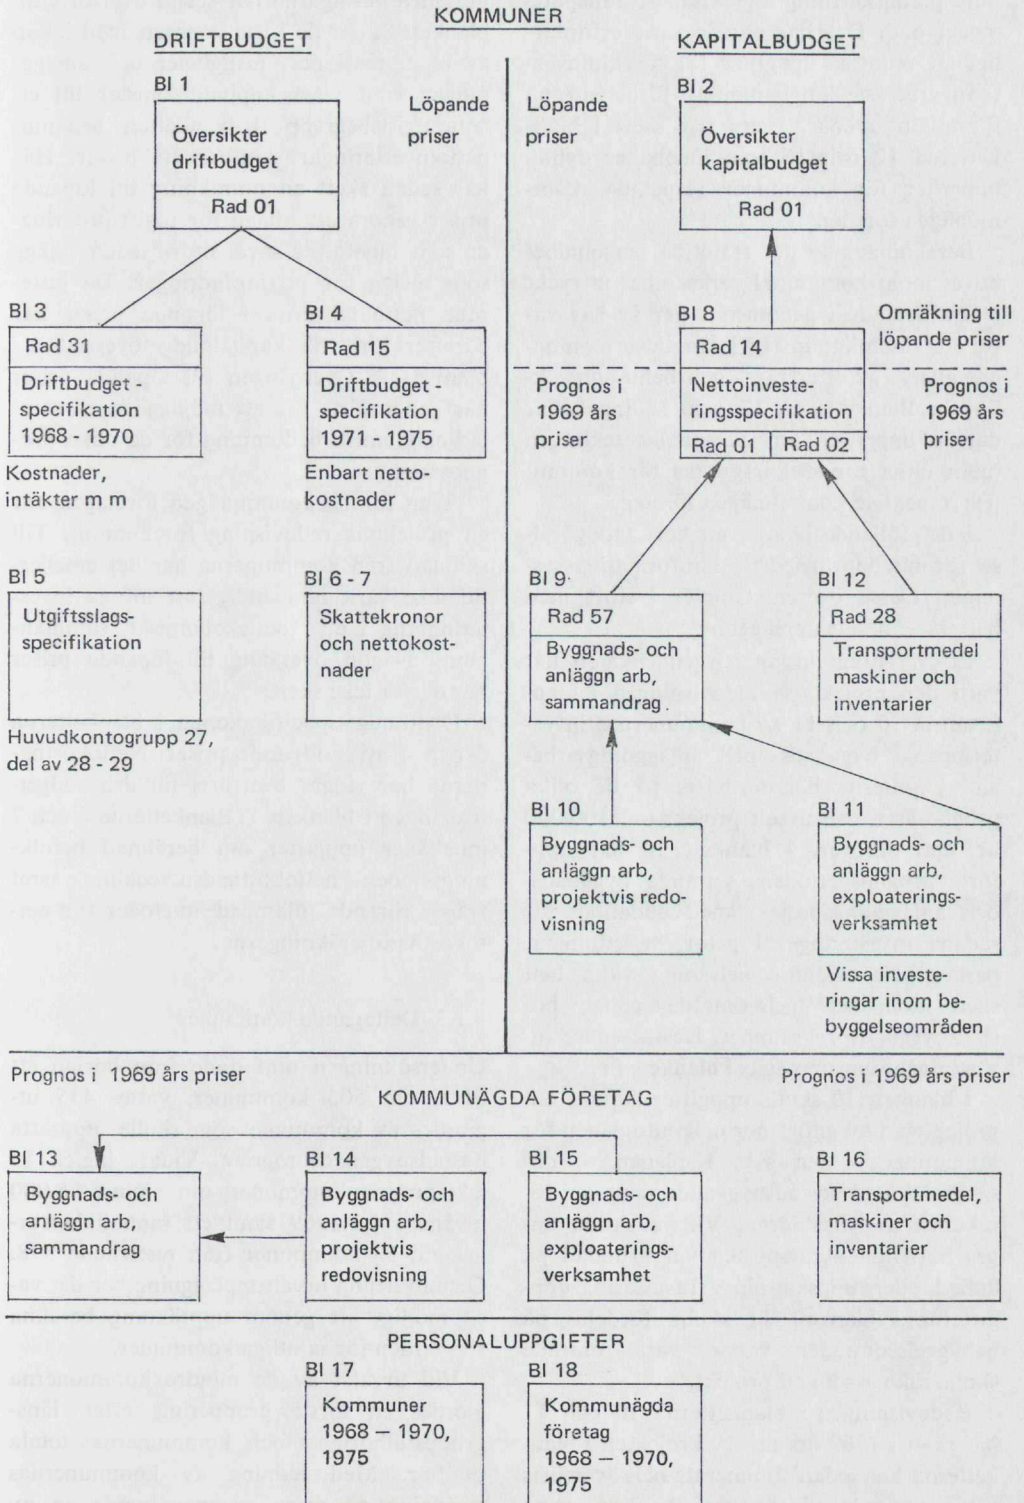 KOMMUNER
DRIFTBUDGET
KAPITALBUDGET
Bl 1
Översikter
driftbudget
Rad 01
Löpande
priser
Löpande
priser
Bl 2
Översikter
kapitalbudget
Rad 01
Bl 3
Rad 31
Driftbudget -
specifikation
1968 - 1970
Kostnader,
intäkter m m
Bl 4
Rad 15
Driftbudget -
specifikation
1971 - 1975
Enbart netto-
kostnader
Prognos i
1969 års
priser
Bl 8
Rad 14
Nettoinveste-
ringsspecifikation
Rad 01 Rad 02
Omräkning till
löpande priser
Prognos i
1969 års
priser
Bl 5
Utgiftsslags-
specifikation
Huvudkontogrupp 27,
del av 28 - 29
Bl 6 - 7
Skattekronor
och nettokost-
nader
Bl 9
Rad 57
Byggnads- och
anläggn arb,
sammandrag.
Bl 12
Rad 28
Transportmedel
maskiner och
inventarier
Bl 10
Byggnads- och
anläggn arb,
projektvis redo-
visning
Bl 11
Byggnads- och
anläggn arb,
exploaterings-
verksamhet
Vissa investe-
ringar inom be-
byggelseområden
Prognos i 1969 års priser
Prognos i 1969 års priser
KOMMUNÄGDA FÖRETAG
Bl 13
Byggnads- och
anläggn arb,
sammandrag
Bl 14
Byggnads- och
anläggn arb,
projektvis
redovisning
Bl 15
Byggnads- och
anläggn arb,
exploaterings-
verksamhet
Bl 16
Transportmedel,
maskiner och
inventarier
PERSONALUPPGIFTER
Bl 17
Kommuner
1968 – 1970,
1975
Bl 18
Kommunägda
företag
1968 – 1970,
1975